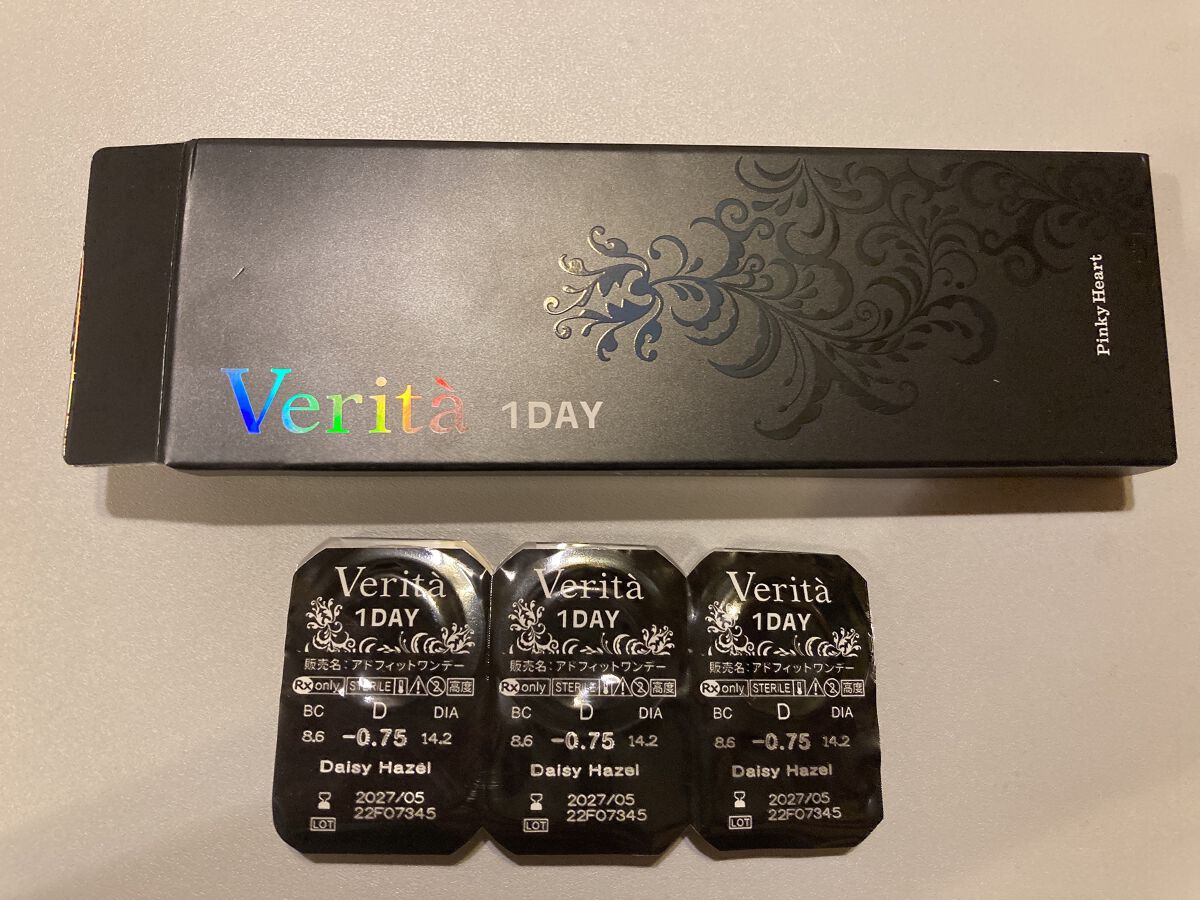 Verità 1DAY
Pinky Heart
Verità
1DAY
販売名:アドフィットワンデー
Rx only STERILE 高度
BC D DIA
8.6 -0.75 14.2
Daisy Hazel
2027/05
LOT 22F07345
Verità
1DAY
販売名:アドフィットワンデー
Rx only STERILE 高度
BC D DIA
8.6 -0.75 14.2
Daisy Hazel
2027/05
LOT 22F07345
Verità
1DAY
販売名:アドフィットワンデー
Rx only STERILE 高度
BC D DIA
8.6 -0.75 14.2
Daisy Hazel
2027/05
LOT 22F07345